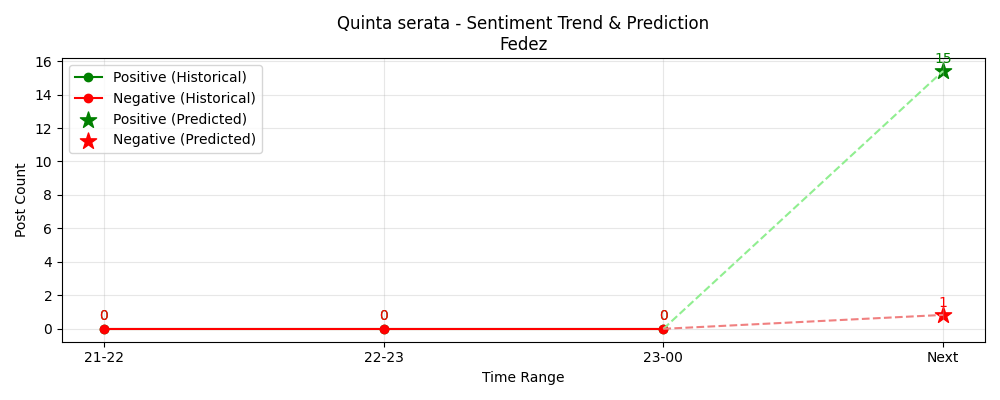 Quinta serata - Sentiment Trend & Prediction
Fedez
Positive (Historical)
Negative (Historical)
Positive (Predicted)
Negative (Predicted)
Post Count
16
14
12
10
8
6
4
2
0
0
0
0
15
1
21-22
22-23
23-00
Next
Time Range